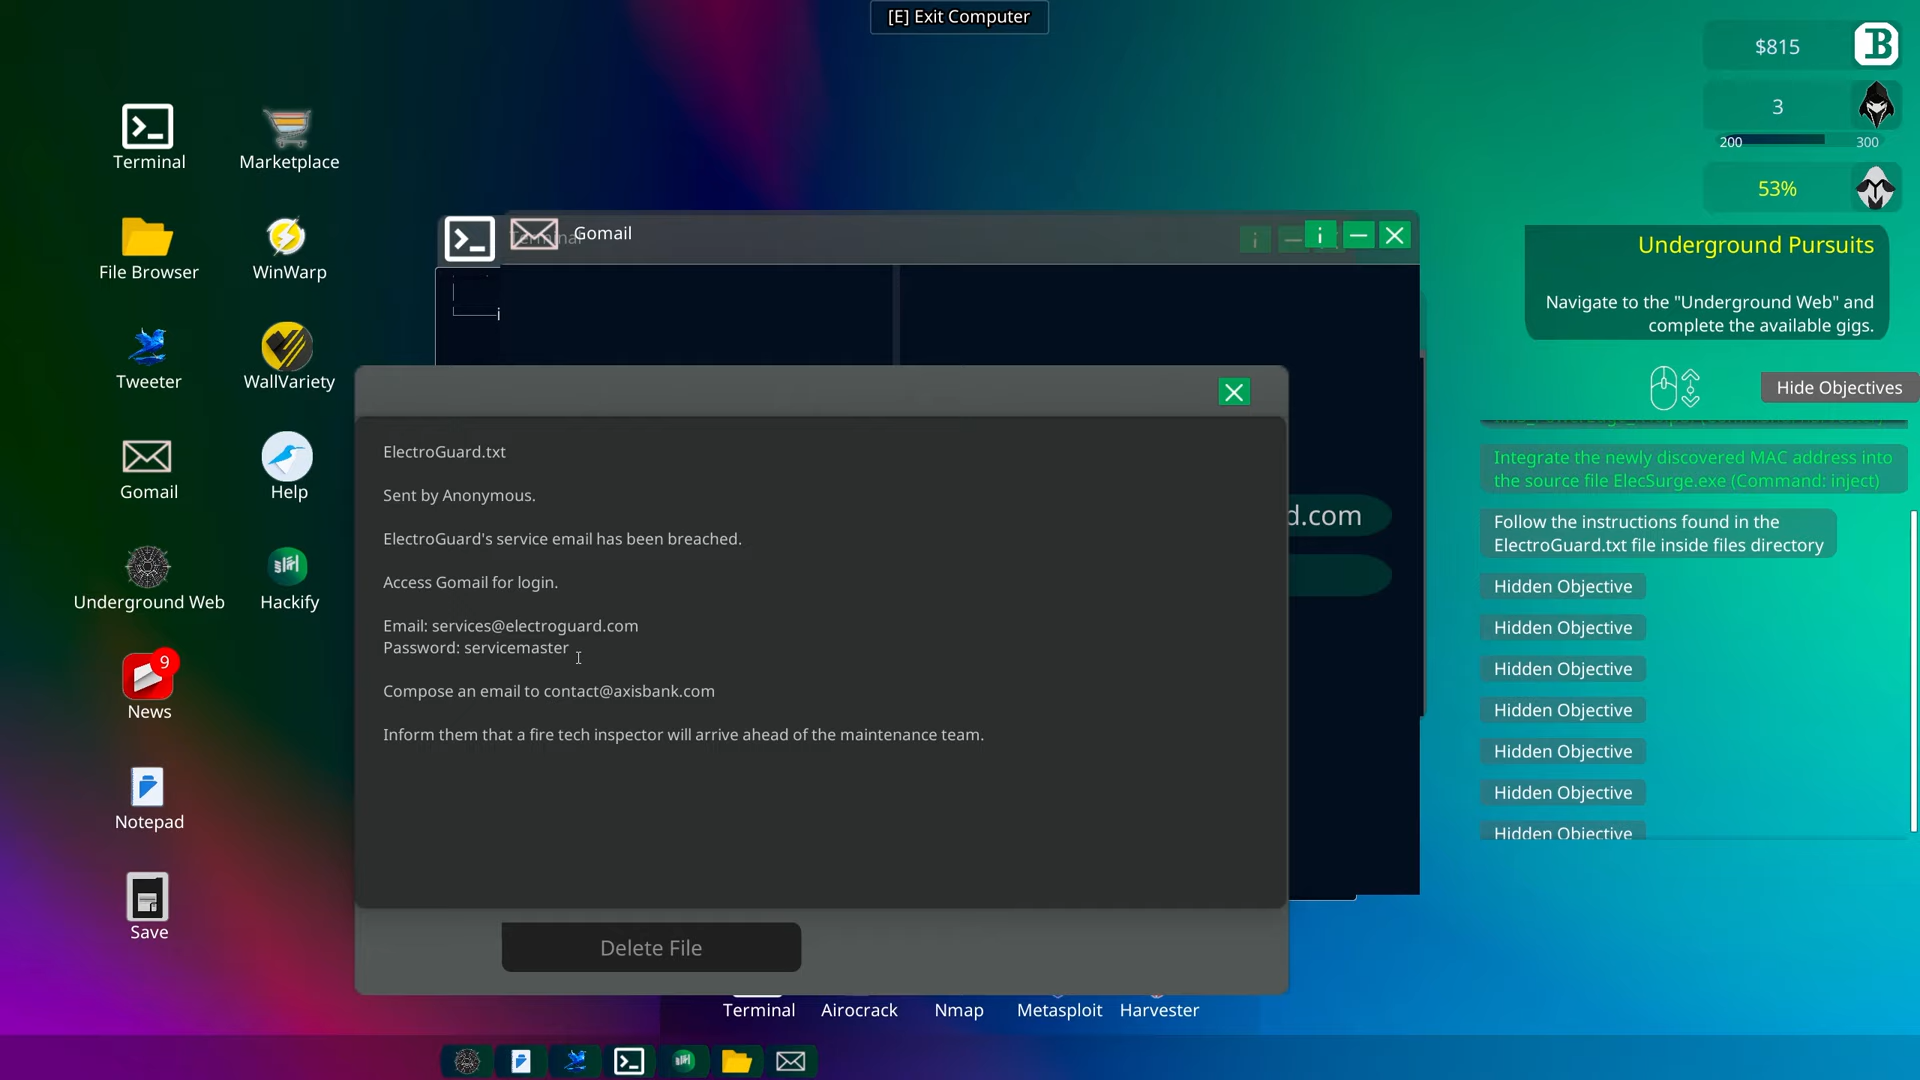 [E] Exit Computer
$815
B
3
200
300
53%
Terminal
Marketplace
File Browser
WinWarp
Tweeter
WallVariety
Gomail
Help
Underground Web
Hackify
9
News
Notepad
Save
Terminal
Gomail
i
i
i
Underground Pursuits
Navigate to the "Underground Web" and
complete the available gigs.
Hide Objectives
Integrate the newly discovered MAC address into
the source file ElecSurge.exe (Command: inject)
Follow the instructions found in the
ElectroGuard.txt file inside files directory
Hidden Objective
Hidden Objective
Hidden Objective
Hidden Objective
Hidden Objective
Hidden Objective
Hidden Objective
d.com
ElectroGuard.txt
Sent by Anonymous.
ElectroGuard's service email has been breached.
Access Gomail for login.
Email: services@electroguard.com
Password: servicemaster
Compose an email to contact@axisbank.com
Inform them that a fire tech inspector will arrive ahead of the maintenance team.
Delete File
Terminal
Airocrack
Nmap
Metasploit
Harvester